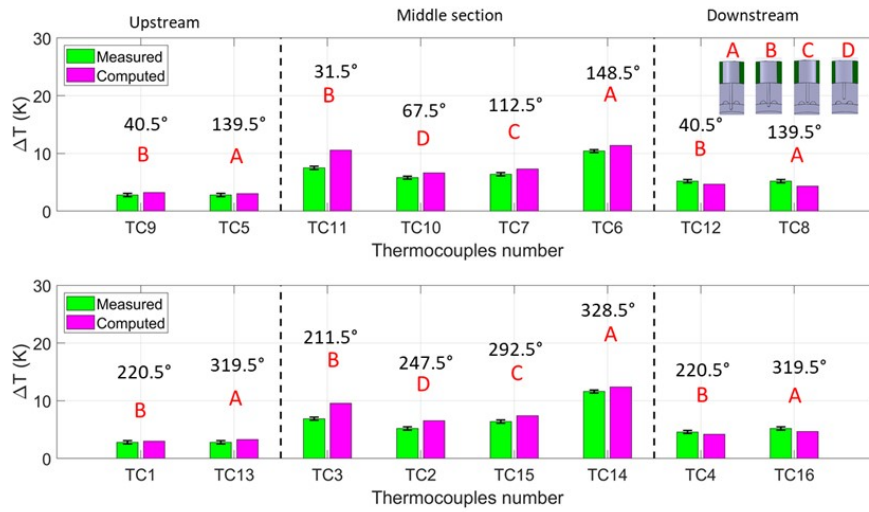 Upstream Middle section Downstream
30
20
10
0
ΔT (K)
Measured
Computed
40.5° 139.5° 31.5° 67.5° 112.5° 148.5° 40.5° 139.5°
B A B D C A B A
A B C D
TC9 TC5 TC11 TC10 TC7 TC6 TC12 TC8
Thermocouples number
30
20
10
0
ΔT (K)
Measured
Computed
220.5° 319.5° 211.5° 247.5° 292.5° 328.5° 220.5° 319.5°
B A B D C A B A
TC1 TC13 TC3 TC2 TC15 TC14 TC4 TC16
Thermocouples number